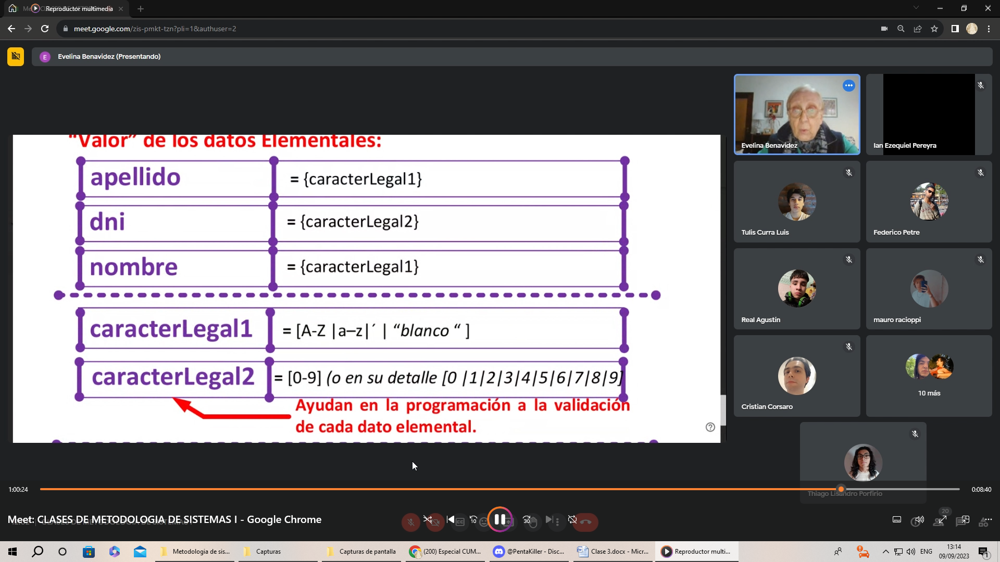 Reproductor multimedia
meet.google.com/zis-pmkt-tzn?pli=1&authuser=2
E
Evelina Benavidez (Presentando)
“Valor” de los datos Elementales:
apellido = {caracterLegal1}
dni = {caracterLegal2}
nombre = {caracterLegal1}
caracterLegal1 = [A-Z |a–z|´ | “blanco “ ]
caracterLegal2 = [0-9] (o en su detalle [0 |1|2|3|4|5|6|7|8|9]
Ayudan en la programación a la validación
de cada dato elemental.
Evelina Benavidez
Ian Ezequiel Pereyra
Tulis Curra Luis
Federico Petre
Real Agustin
mauro racioppi
Cristian Corsaro
10 más
Thiago Lisandro Porfirio
1:00:24
0:08:40
Meet: CLASES DE METODOLOGIA DE SISTEMAS I - Google Chrome
10
30
20
Metodologia de sis...
Capturas
Capturas de pantalla
(200) Especial CUM...
@PentaKiller - Disc...
Clase 3.docx - Micr...
Reproductor multi...
ENG
13:14
09/09/2023
1